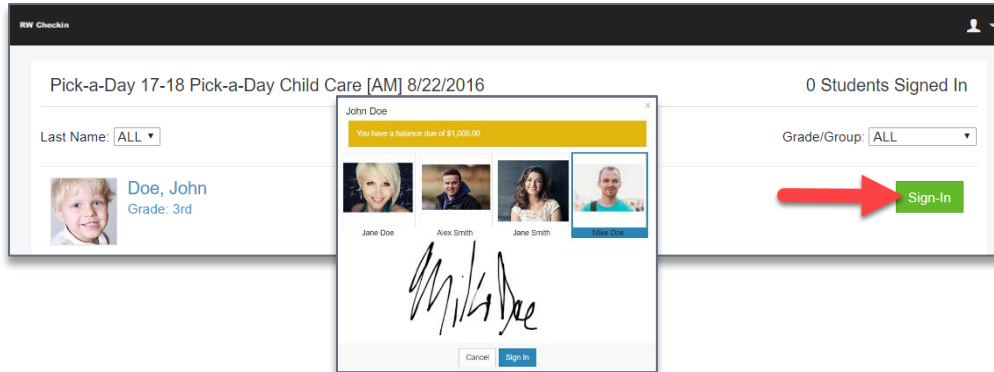 RW Checkin
Pick-a-Day 17-18 Pick-a-Day Child Care [AM] 8/22/2016
0 Students Signed In
Last Name: ALL
Grade/Group: ALL
Doe, John
Grade: 3rd
Sign-In
John Doe
×
You have a balance due of $1,005.00
Jane Doe
Alex Smith
Jane Smith
Mike Doe
Mike Doe
Cancel
Sign In